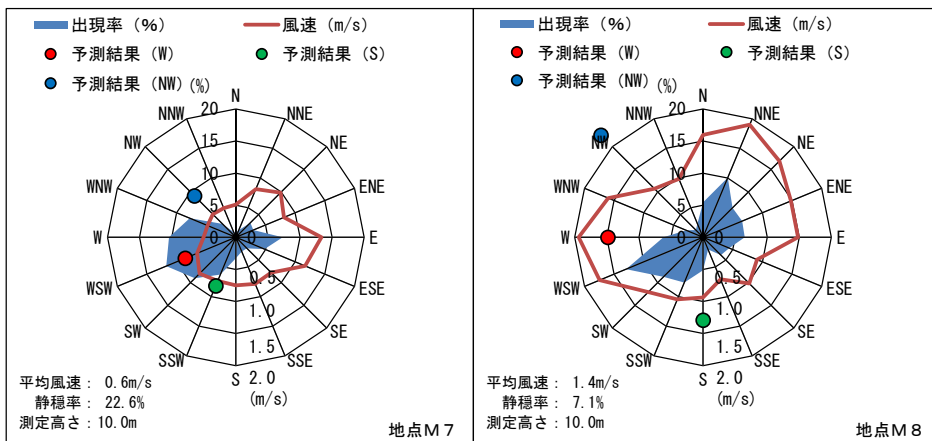 出現率（％） 風速（m/s）
予測結果（W） 予測結果（S）
予測結果（NW）(%)
N
NNW 20 NNE
NW 15 NE
10
WNW 5 ENE
W 0 E
WSW 0.5 ESE
SW 1.0 SE
SSW 1.5 SSE
S 2.0
(m/s)
平均風速： 0.6m/s
静穏率： 22.6%
測定高さ：10.0m
地点Ｍ７
出現率（％） 風速（m/s）
予測結果（W） 予測結果（S）
予測結果（NW） (%)
N
NNW 20 NNE
NW 15 NE
10
WNW 5 ENE
W 0 E
WSW 0.5 ESE
SW 1.0 SE
SSW 1.5 SSE
S 2.0
(m/s)
平均風速： 1.4m/s
静穏率： 7.1%
測定高さ：10.0m
地点Ｍ８